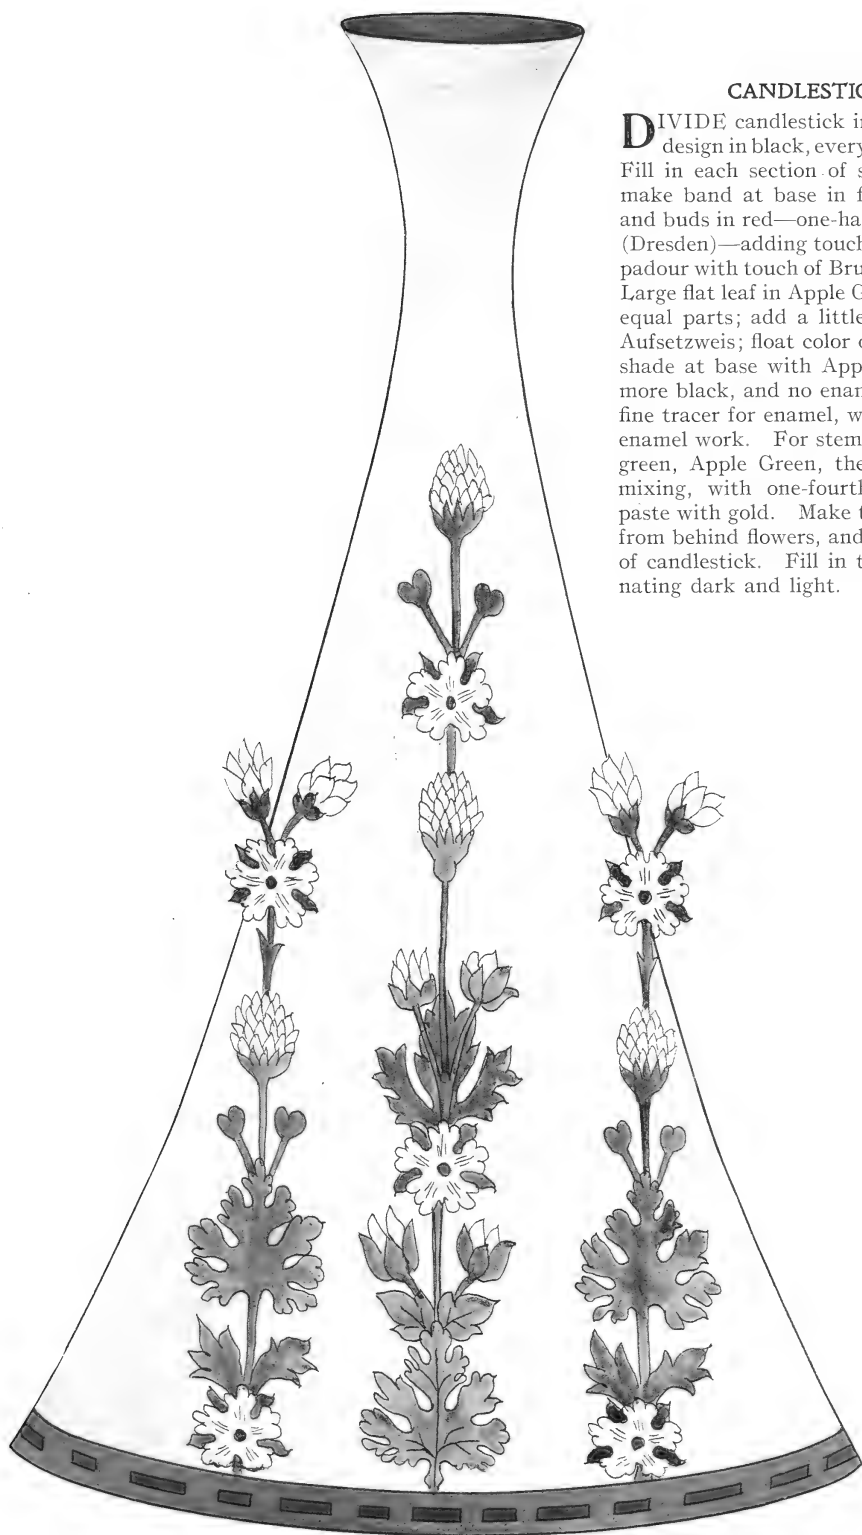 CANDLESTIC
DIVIDE candlestick i
design in black, every
Fill in each section of s
make band at base in f
and buds in red—one-ha
(Dresden)—adding touch
padour with touch of Bru
Large flat leaf in Apple G
equal parts; add a little
Aufsetzweis; float color o
shade at base with App
more black, and no enam
fine tracer for enamel, w
enamel work. For stem
green, Apple Green, the
mixing, with one-fourth
paste with gold. Make t
from behind flowers, and
of candlestick. Fill in t
nating dark and light.